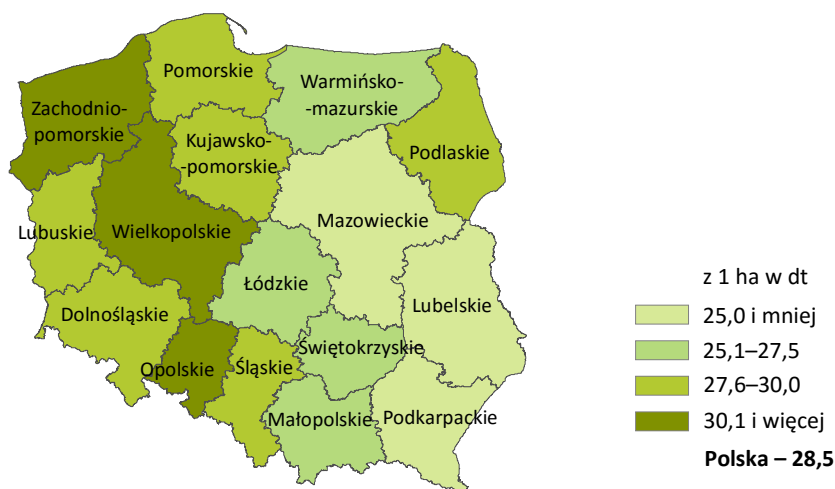 Pomorskie
Warmińsko-
-mazurskie
Zachodnio-
pomorskie
Kujawsko-
-pomorskie
Podlaskie
Mazowieckie
Lubuskie
Wielkopolskie
Łódzkie
Lubelskie
Dolnośląskie
Świętokrzyskie
Opolskie
Śląskie
Małopolskie
Podkarpackie
z 1 ha w dt
25,0 i mniej
25,1–27,5
27,6–30,0
30,1 i więcej
Polska – 28,5